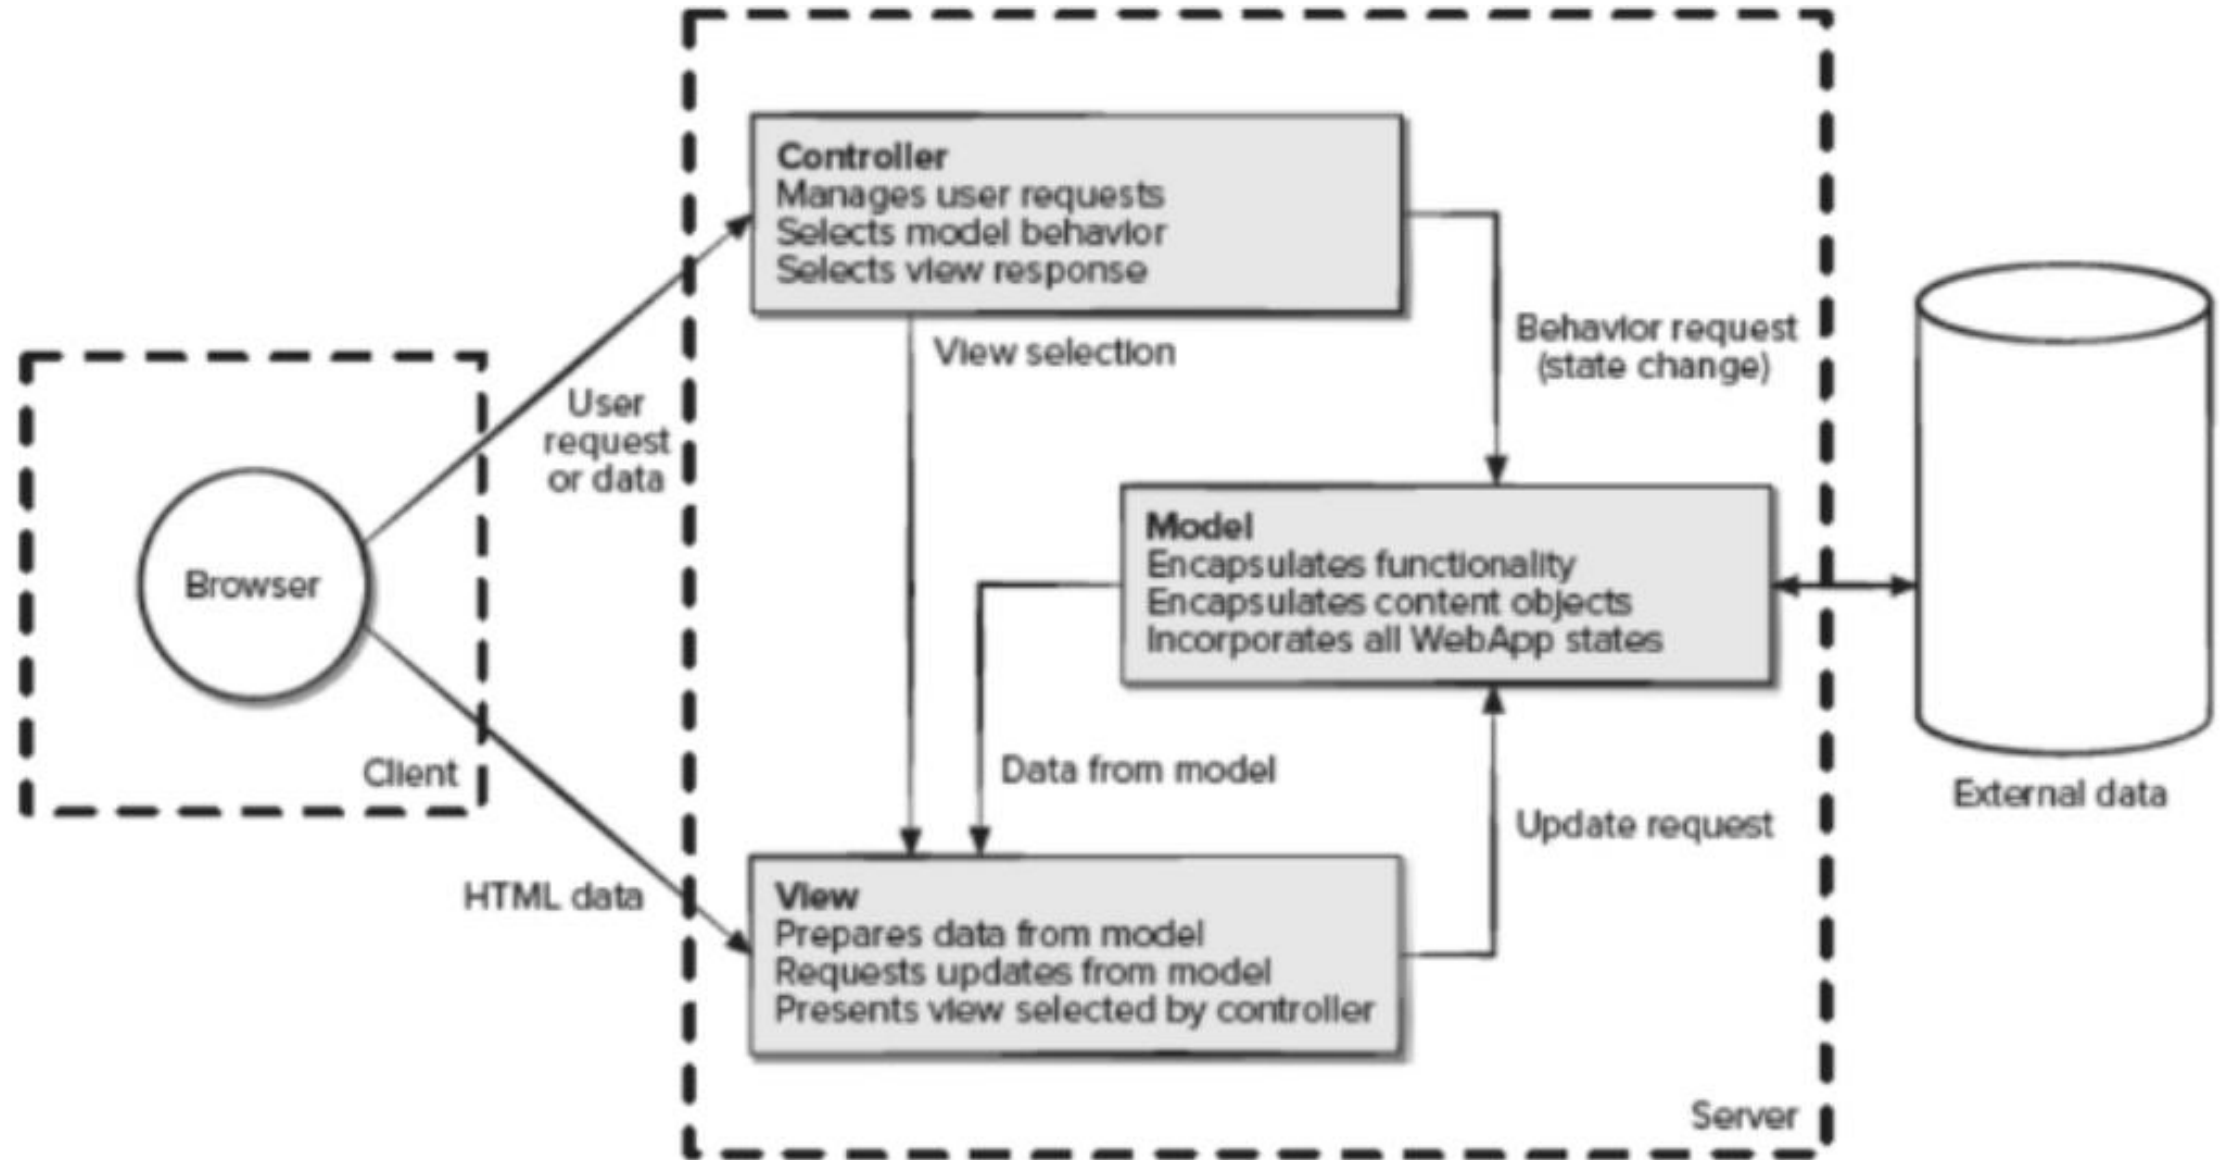 Controller
Manages user requests
Selects model behavior
Selects view response
View selection
Behavior request
(state change)
User
request
or data
Browser
Client
Model
Encapsulates functionality
Encapsulates content objects
Incorporates all WebApp states
Data from model
Update request
External data
HTML data
View
Prepares data from model
Requests updates from model
Presents view selected by controller
Server